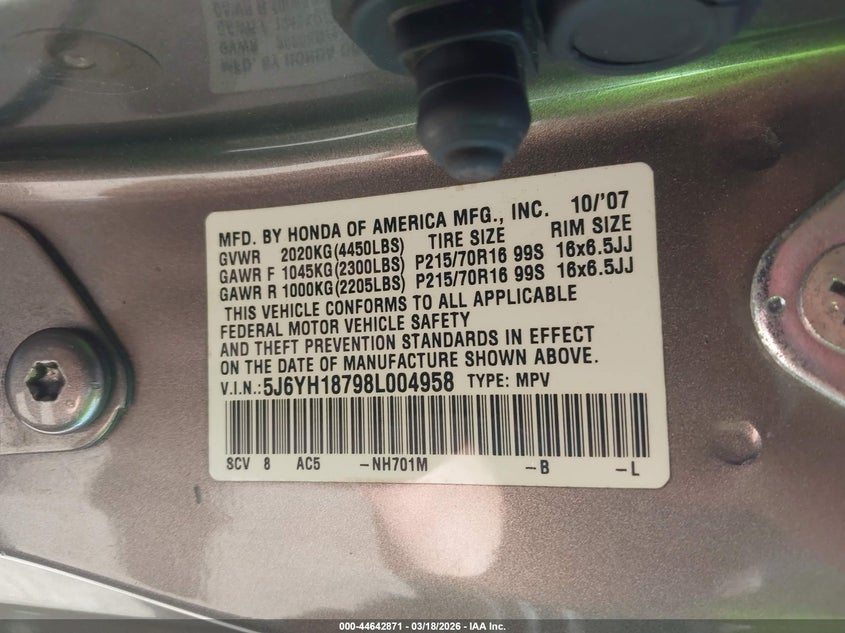 MFD. BY HONDA OF AMERICA MFG., INC. 10/'07
GVWR 2020KG(4450LBS) TIRE SIZE RIM SIZE
GAWR F 1045KG(2300LBS) P215/70R16 99S 16x6.5JJ
GAWR R 1000KG(2205LBS) P215/70R16 99S 16x6.5JJ
THIS VEHICLE CONFORMS TO ALL APPLICABLE
FEDERAL MOTOR VEHICLE SAFETY
AND THEFT PREVENTION STANDARDS IN EFFECT
ON THE DATE OF MANUFACTURE SHOWN ABOVE.
V.I.N.: 5J6YH18798L004958 TYPE: MPV
SCV 8 AC5 -NH701M -B -L
000-44642871 - 03/18/2026 - IAA Inc.